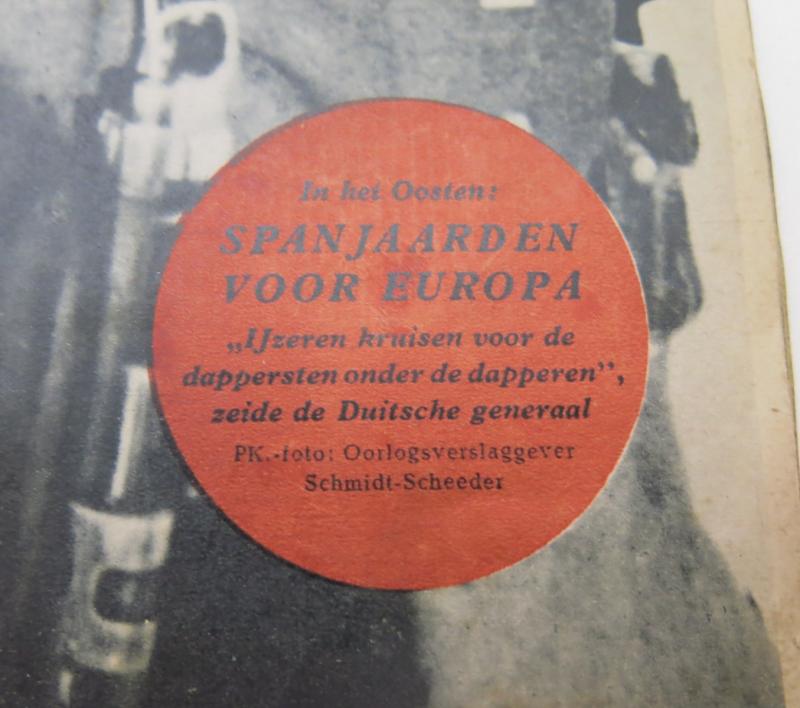 In het Oosten:
SPANJAARDEN
VOOR EUROPA
„IJzeren kruisen voor de
dappersten onder de dapperen”,
zeide de Duitsche generaal
PK.-foto: Oorlogsverslaggever
Schmidt-Scheeder